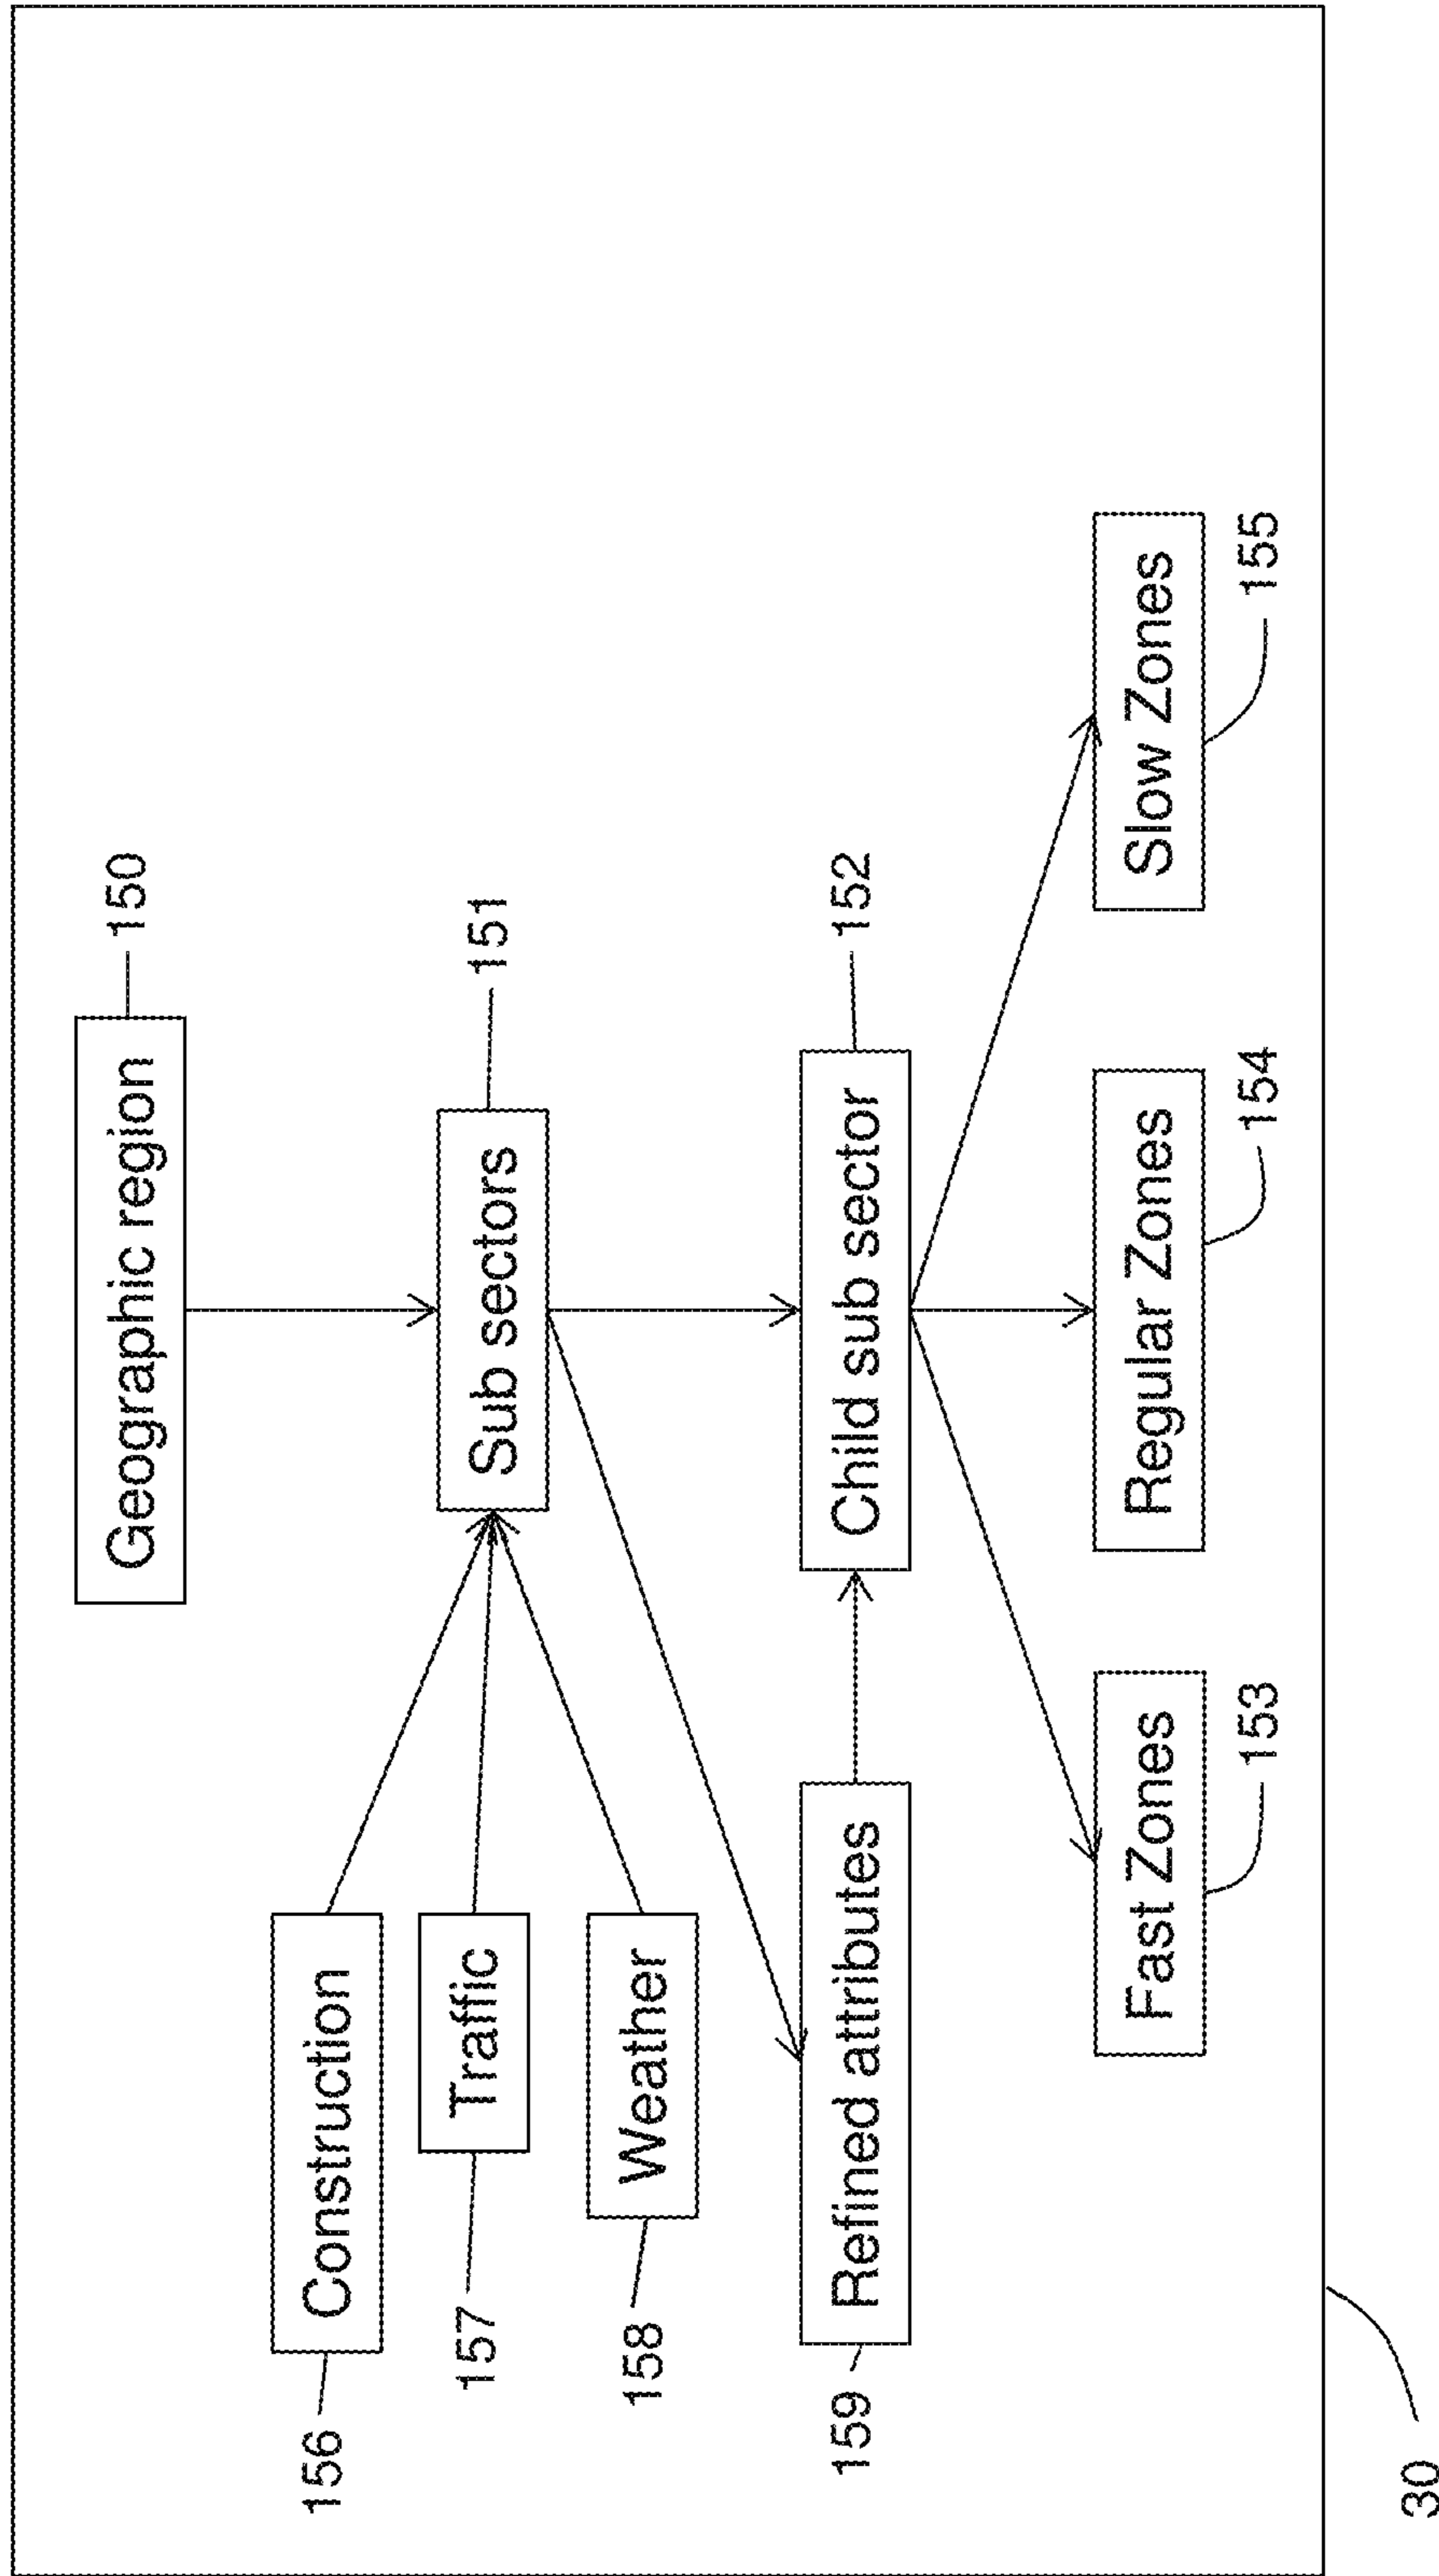 Geographic region
150
156
Construction
157
Traffic
158
Weather
Sub sectors
151
159
Refined attributes
Child sub sector
152
Fast Zones
153
Regular Zones
154
Slow Zones
155
30